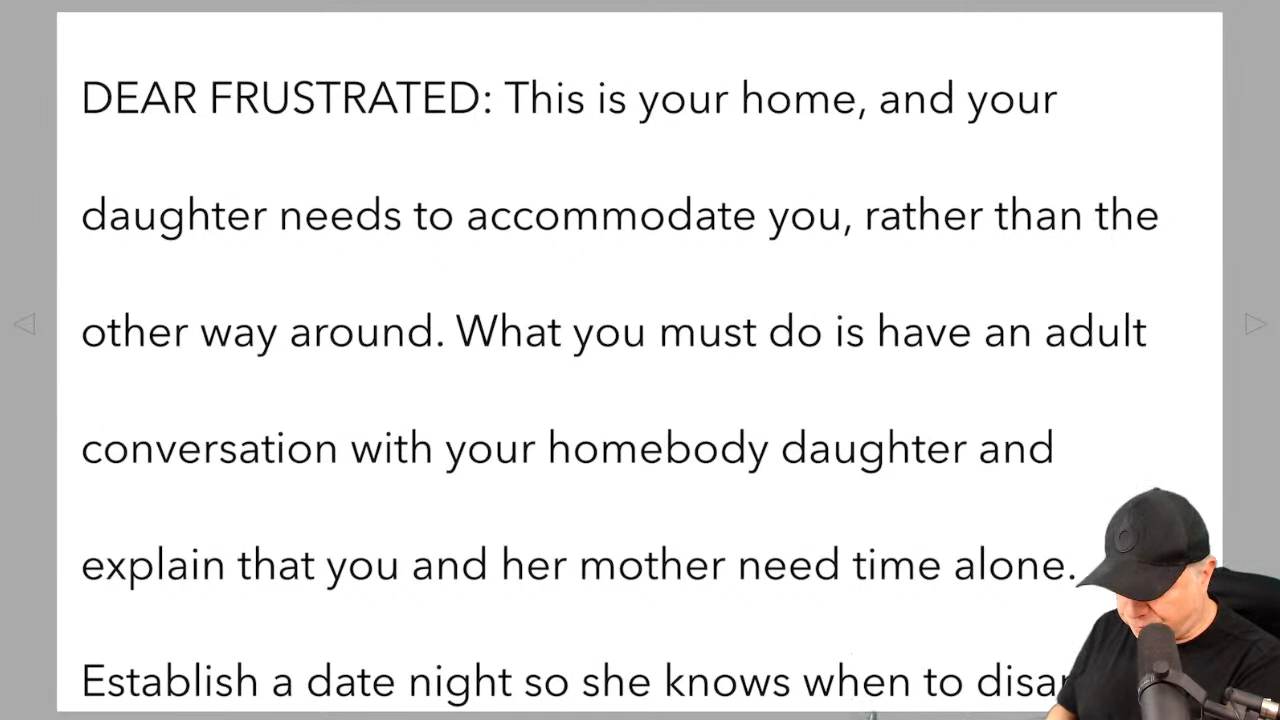 DEAR FRUSTRATED: This is your home, and your
daughter needs to accommodate you, rather than the
other way around. What you must do is have an adult
conversation with your homebody daughter and
explain that you and her mother need time alone.
Establish a date night so she knows when to